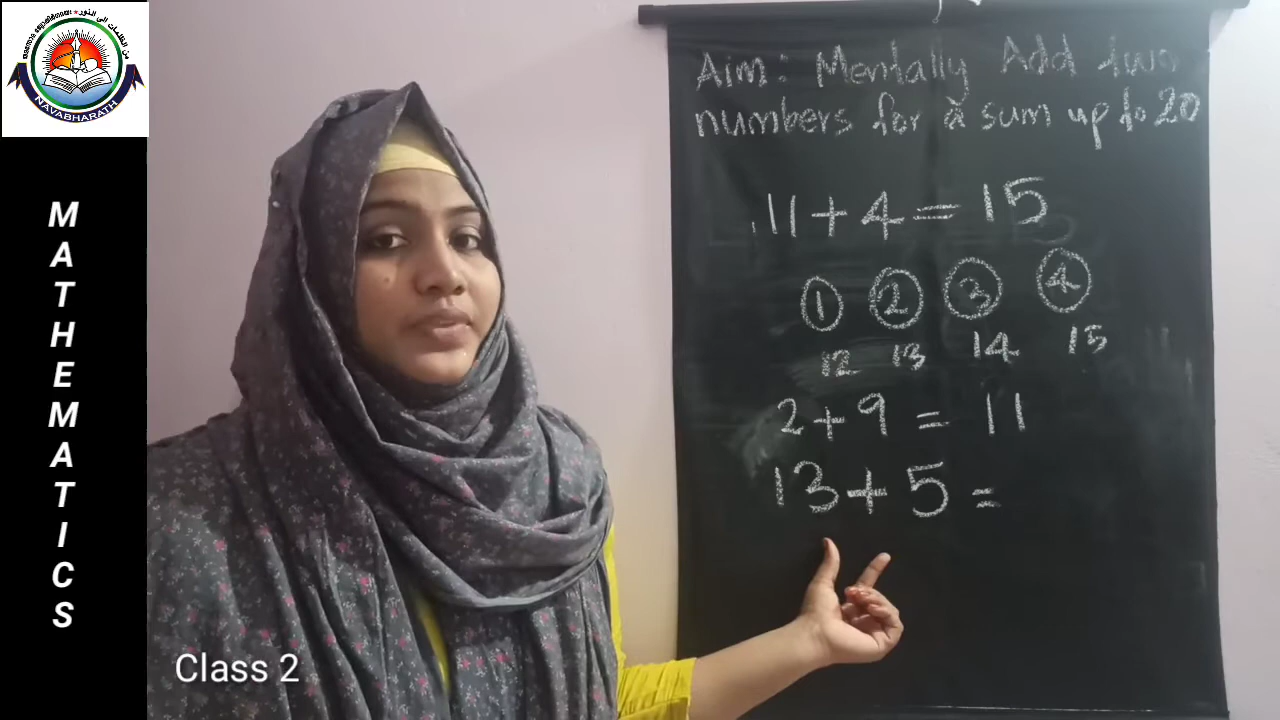 NAVABHARATH
MATHEMATICS
Class 2
Aim: Mentally Add two
numbers for a sum up to 20
11 + 4 = 15
1 2 3 4
12 13 14 15
2 + 9 = 11
13 + 5 =